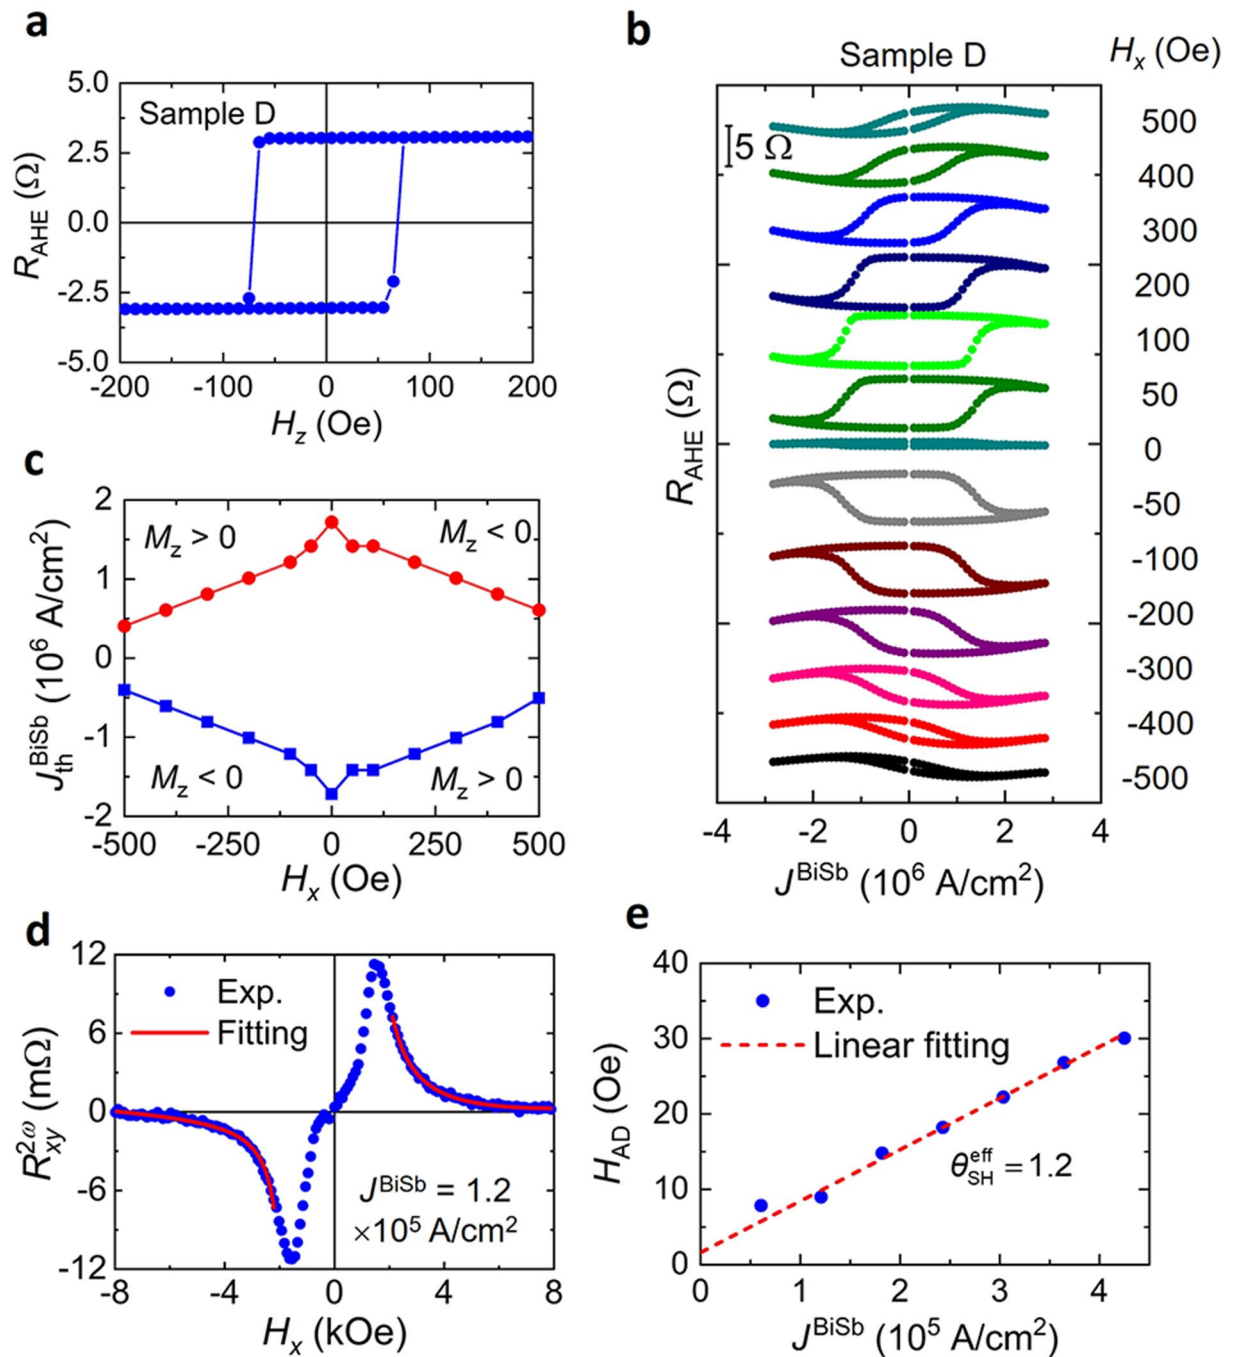 a
5.0
2.5
0.0
-2.5
-5.0
R_AHE (Ω)
Sample D
-200
-100
0
100
200
H_z (Oe)
b
Sample D
H_x (Oe)
5 Ω
500
400
300
200
100
50
0
-50
-100
-200
-300
-400
-500
R_AHE (Ω)
-4
-2
0
2
4
J^BiSb (10^6 A/cm^2)
c
2
1
0
-1
-2
J_th^BiSb (10^6 A/cm^2)
M_z > 0
M_z < 0
M_z < 0
M_z > 0
-500
-250
0
250
500
H_x (Oe)
d
12
6
0
-6
-12
R_xy^2ω (mΩ)
Exp.
Fitting
J^BiSb = 1.2
×10^5 A/cm^2
-8
-4
0
4
8
H_x (kOe)
e
40
30
20
10
0
H_AD (Oe)
Exp.
Linear fitting
θ_SH^eff = 1.2
0
1
2
3
4
J^BiSb (10^5 A/cm^2)